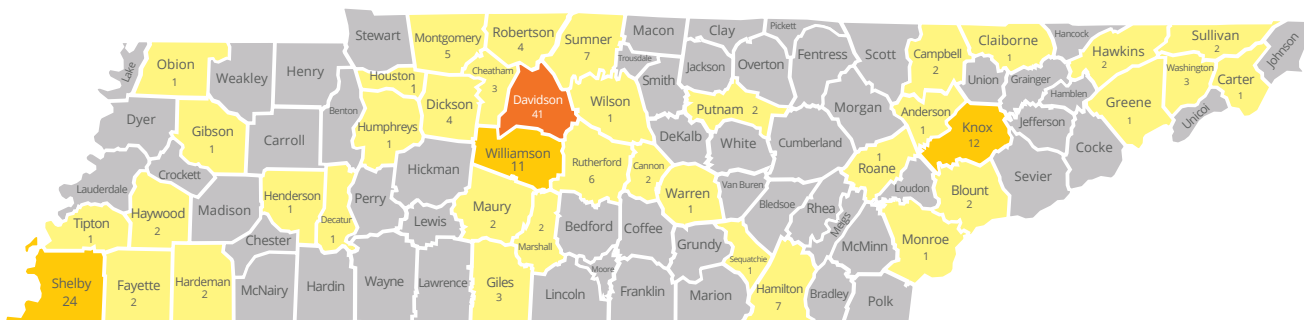 Lake
Obion
1
Weakley
Henry
Stewart
Montgomery
5
Robertson
4
Sumner
7
Macon
Clay
Pickett
Trousdale
Smith
Jackson
Overton
Fentress
Scott
Campbell
2
Claiborne
1
Hancock
Hawkins
2
Sullivan
2
Johnson
Washington
3
Carter
1
Unicoi
Greene
1
Union
Grainger
Hamblen
Jefferson
Cocke
Sevier
Knox
12
Anderson
1
Morgan
Dyer
Gibson
1
Carroll
Benton
Houston
1
Humphreys
1
Dickson
4
Cheatham
3
Davidson
41
Wilson
1
Putnam 2
DeKalb
White
Cumberland
1
Roane
Loudon
Blount
2
Monroe
1
Lauderdale
Crockett
Tipton
1
Haywood
2
Madison
Henderson
1
Decatur
1
Perry
Hickman
Lewis
Williamson
11
Maury
2
2
Marshall
Rutherford
6
Cannon
2
Warren
1
Van Buren
Bledsoe
Rhea
Meigs
McMinn
Shelby
24
Fayette
2
Hardeman
2
Chester
McNairy
Hardin
Wayne
Lawrence
Giles
3
Bedford
Moore
Lincoln
Coffee
Franklin
Grundy
Marion
Sequatchie
1
Hamilton
7
Bradley
Polk